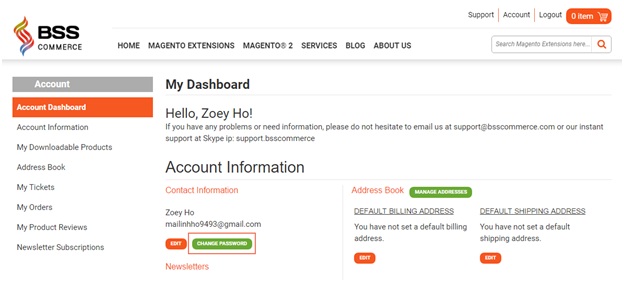 Support | Account | Logout 0 item
BSS
COMMERCE
HOME MAGENTO EXTENSIONS MAGENTO® 2 SERVICES BLOG ABOUT US
Search Magento Extensions here...
Account
Account Dashboard
Account Information
My Downloadable Products
Address Book
My Tickets
My Orders
My Product Reviews
Newsletter Subscriptions
My Dashboard
Hello, Zoey Ho!
If you have any problems or need information, please do not hesitate to email us at support@bsscommerce.com or our instant
support at Skype ip: support.bsscommerce
Account Information
Contact Information
Zoey Ho
mailinhho9493@gmail.com
EDIT CHANGE PASSWORD
Newsletters
Address Book MANAGE ADDRESSES
DEFAULT BILLING ADDRESS
You have not set a default billing
address.
EDIT
DEFAULT SHIPPING ADDRESS
You have not set a default
shipping address.
EDIT